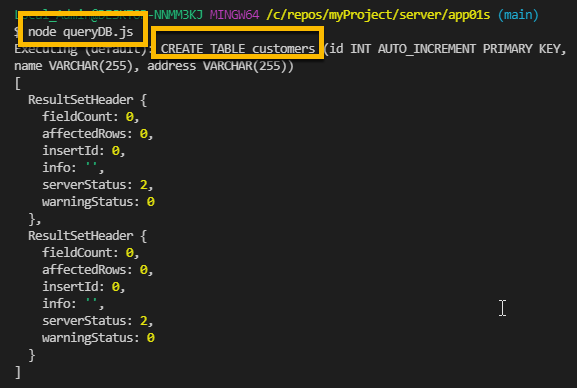 Local_Admin@DESKTOP-NNMM3KJ MINGW64 /c/repos/myProject/server/app01s (main)
$ node queryDB.js
Executing (default): CREATE TABLE customers (id INT AUTO_INCREMENT PRIMARY KEY,
name VARCHAR(255), address VARCHAR(255))
[
  ResultSetHeader {
    fieldCount: 0,
    affectedRows: 0,
    insertId: 0,
    info: '',
    serverStatus: 2,
    warningStatus: 0
  },
  ResultSetHeader {
    fieldCount: 0,
    affectedRows: 0,
    insertId: 0,
    info: '',
    serverStatus: 2,
    warningStatus: 0
  }
]